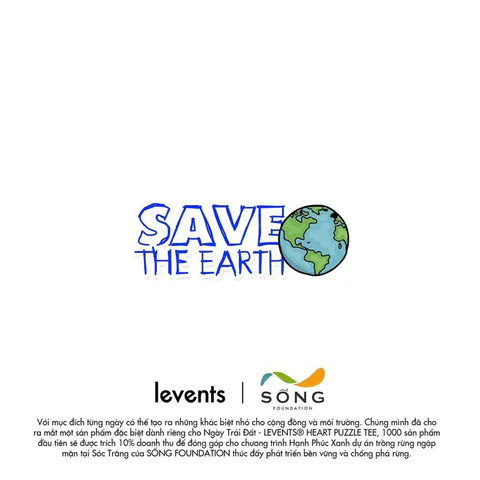 SAVE
THE EARTH
levents | SỐNG
FOUNDATION
Với mục đích từng ngày có thể tạo ra những khác biệt nhỏ cho cộng đồng và môi trường. Chúng mình đã cho
ra mắt một sản phẩm đặc biệt dành riêng cho Ngày Trái Đất - LEVENTS® HEART PUZZLE TEE, 1000 sản phẩm
đầu tiên sẽ được trích 10% doanh thu để đóng góp cho chương trình Hạnh Phúc Xanh dự án trồng rừng ngập
mặn tại Sóc Trăng của SỐNG FOUNDATION thúc đẩy phát triển bền vững và chống phá rừng.